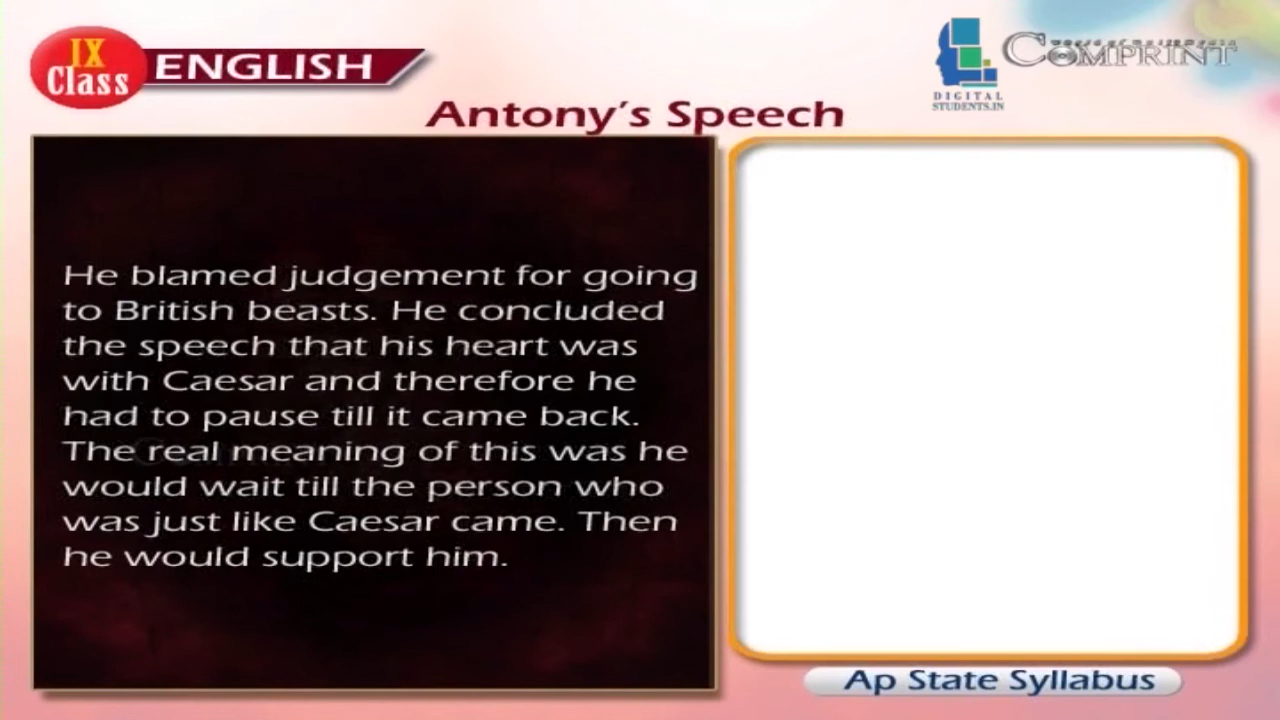 IX
Class
ENGLISH
DIGITAL
STUDENTS.IN
COMPRINT
Antony's Speech
He blamed judgement for going
to British beasts. He concluded
the speech that his heart was
with Caesar and therefore he
had to pause till it came back.
The real meaning of this was he
would wait till the person who
was just like Caesar came. Then
he would support him.
Ap State Syllabus